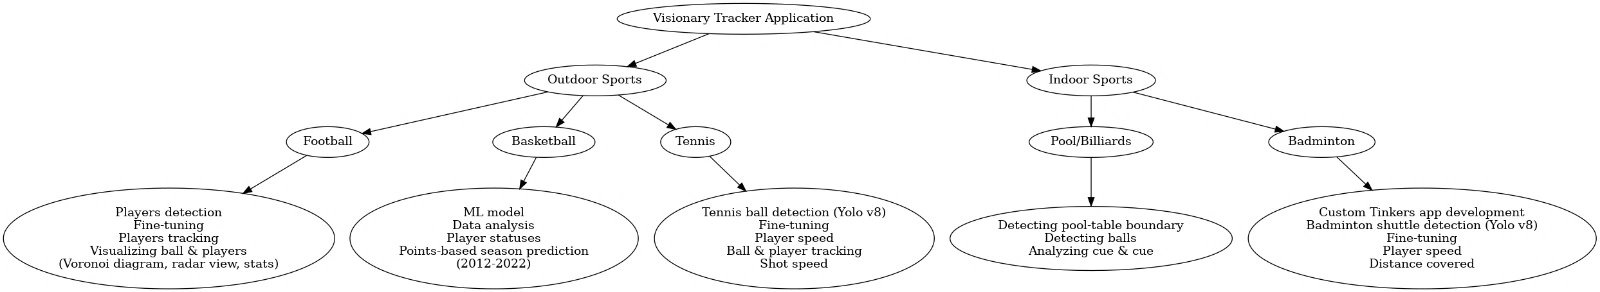 Visionary Tracker Application
Outdoor Sports
Indoor Sports
Football
Basketball
Tennis
Pool/Billiards
Badminton
Players detection
Fine-tuning
Players tracking
Visualizing ball & players
(Voronoi diagram, radar view, stats)
ML model
Data analysis
Player statuses
Points-based season prediction
(2012-2022)
Tennis ball detection (Yolo v8)
Fine-tuning
Player speed
Ball & player tracking
Shot speed
Detecting pool-table boundary
Detecting balls
Analyzing cue & cue
Custom Tinkers app development
Badminton shuttle detection (Yolo v8)
Fine-tuning
Player speed
Distance covered